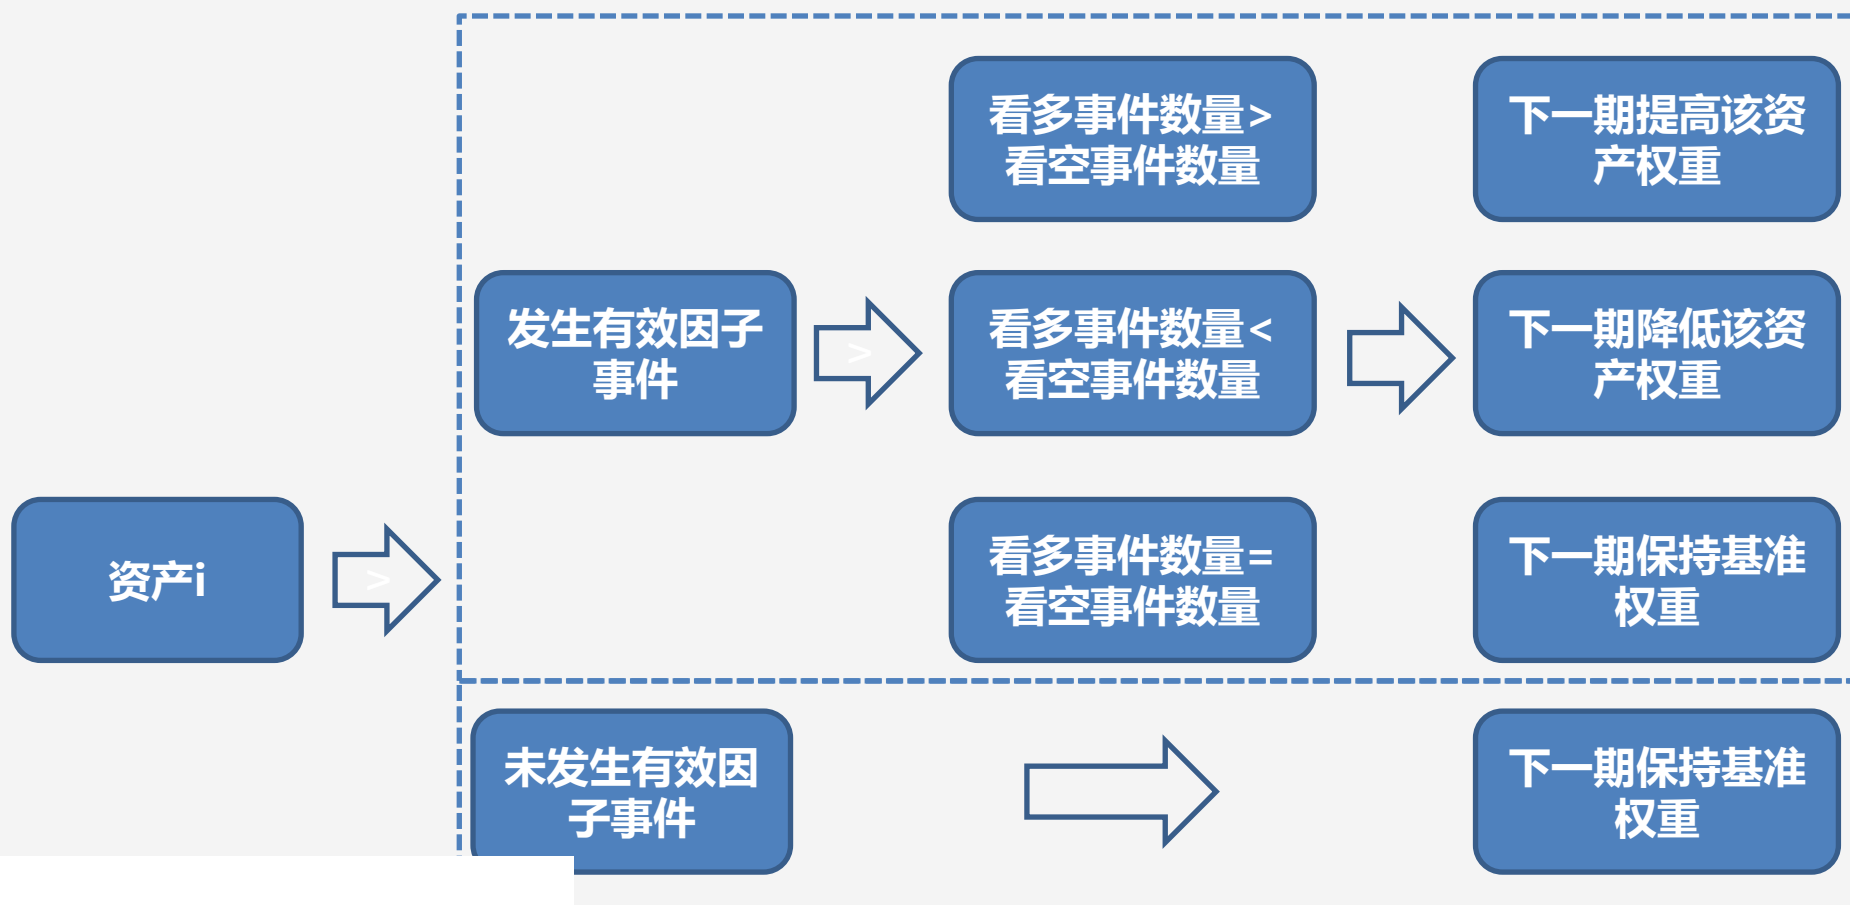 看多事件数量>
看空事件数量
下一期提高该资
产权重
发生有效因子
事件
>
看多事件数量<
看空事件数量
下一期降低该资
产权重
资产i
>
看多事件数量=
看空事件数量
下一期保持基准
权重
未发生有效因
子事件
下一期保持基准
权重